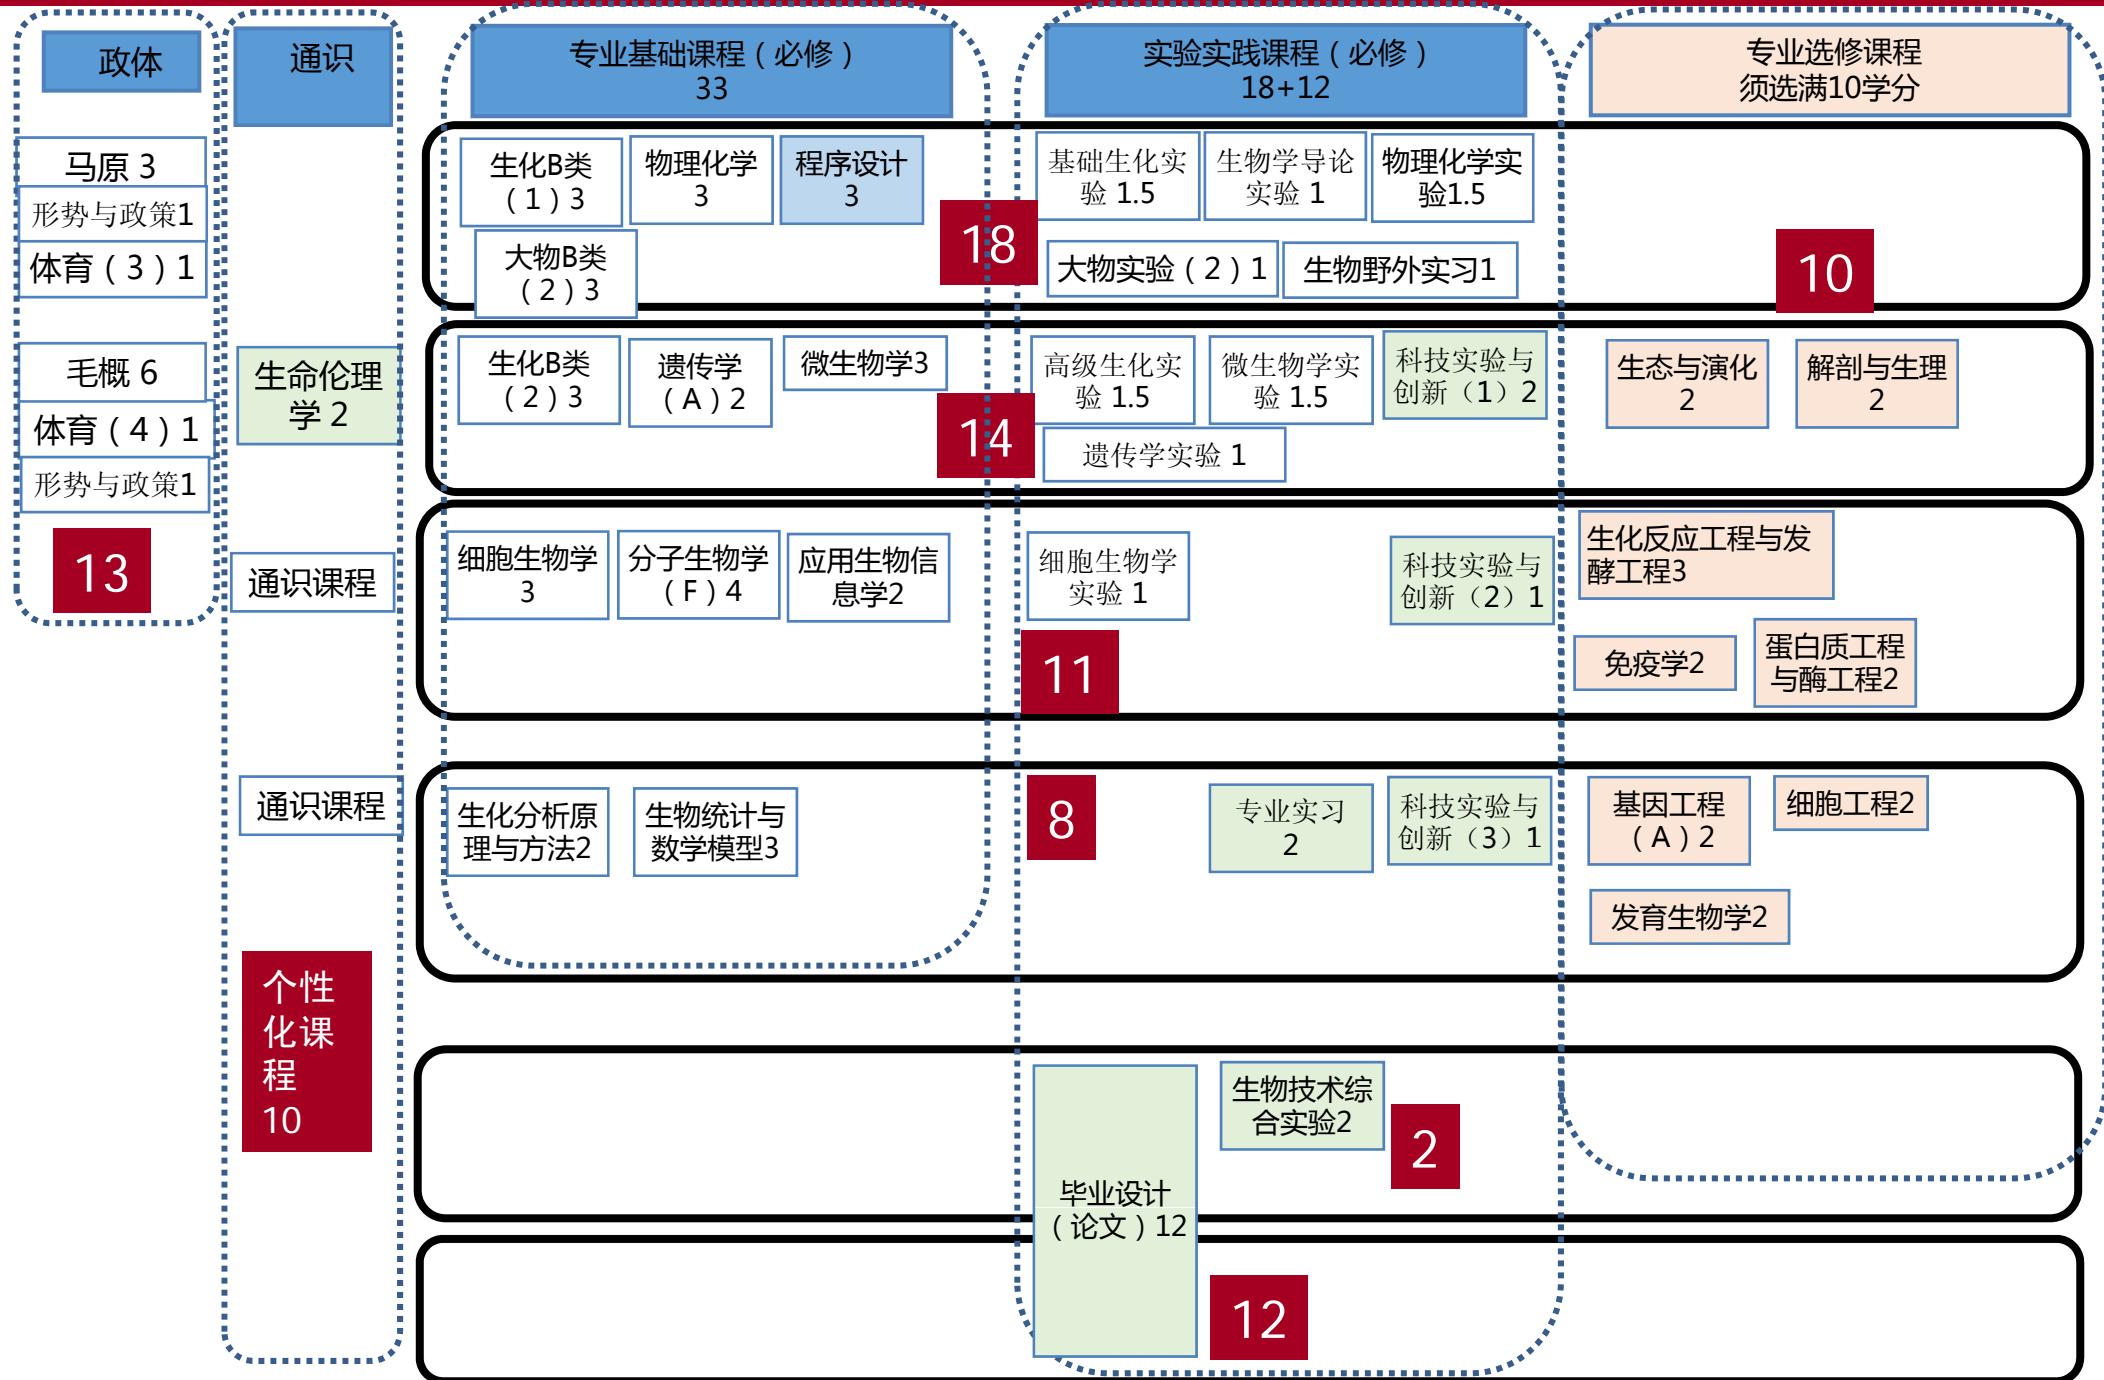 政体
通识
专业基础课程（必修）
33
实验实践课程（必修）
18+12
专业选修课程
须选满10学分
马原 3
形势与政策1
体育（3）1
生化B类
（1）3
物理化学
3
程序设计
3
大物B类
（2）3
18
基础生化实
验 1.5
生物学导论
实验 1
物理化学实
验1.5
大物实验（2）1
生物野外实习1
10
毛概 6
体育（4）1
形势与政策1
13
生命伦理
学 2
生化B类
（2）3
遗传学
（A）2
微生物学3
14
高级生化实
验 1.5
微生物学实
验 1.5
科技实验与
创新（1）2
遗传学实验 1
生态与演化
2
解剖与生理
2
通识课程
细胞生物学
3
分子生物学
（F）4
应用生物信
息学2
细胞生物学
实验 1
科技实验与
创新（2）1
11
生化反应工程与发
酵工程3
免疫学2
蛋白质工程
与酶工程2
通识课程
生化分析原
理与方法2
生物统计与
数学模型3
8
专业实习
2
科技实验与
创新（3）1
基因工程
（A）2
细胞工程2
发育生物学2
个性
化课
程
10
毕业设计
（论文）12
生物技术综
合实验2
2
12